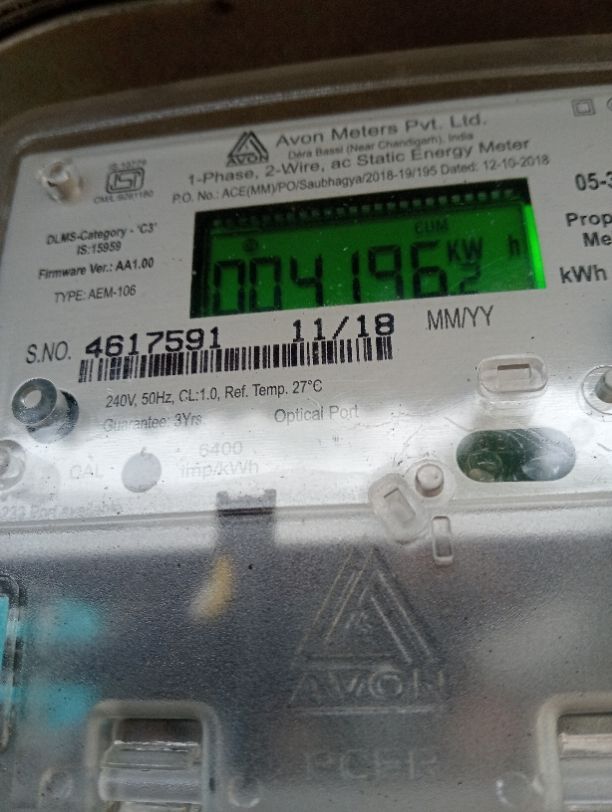 Avon Meters Pvt. Ltd.
Dera Bassi (Near Chandigarh), India
1-Phase, 2-Wire, ac Static Energy Meter
P.O. No.: ACE(MM)/PO/Saubhagya/2018-19/195 Dated: 12-10-2018
AVON
DLMS-Category - 'C3'
IS:15959
Firmware Ver.: AA1.00
TYPE: AEM-106
CUM
004196
KW h
05-3
Prop
Me
kWh
S.NO. 4617591 11/18 MM/YY
240V, 50Hz, CL:1.0, Ref. Temp. 27°C
Guarantee: 3Yrs
Optical Port
CAL
6400
imp/kWh
Port available
AVON